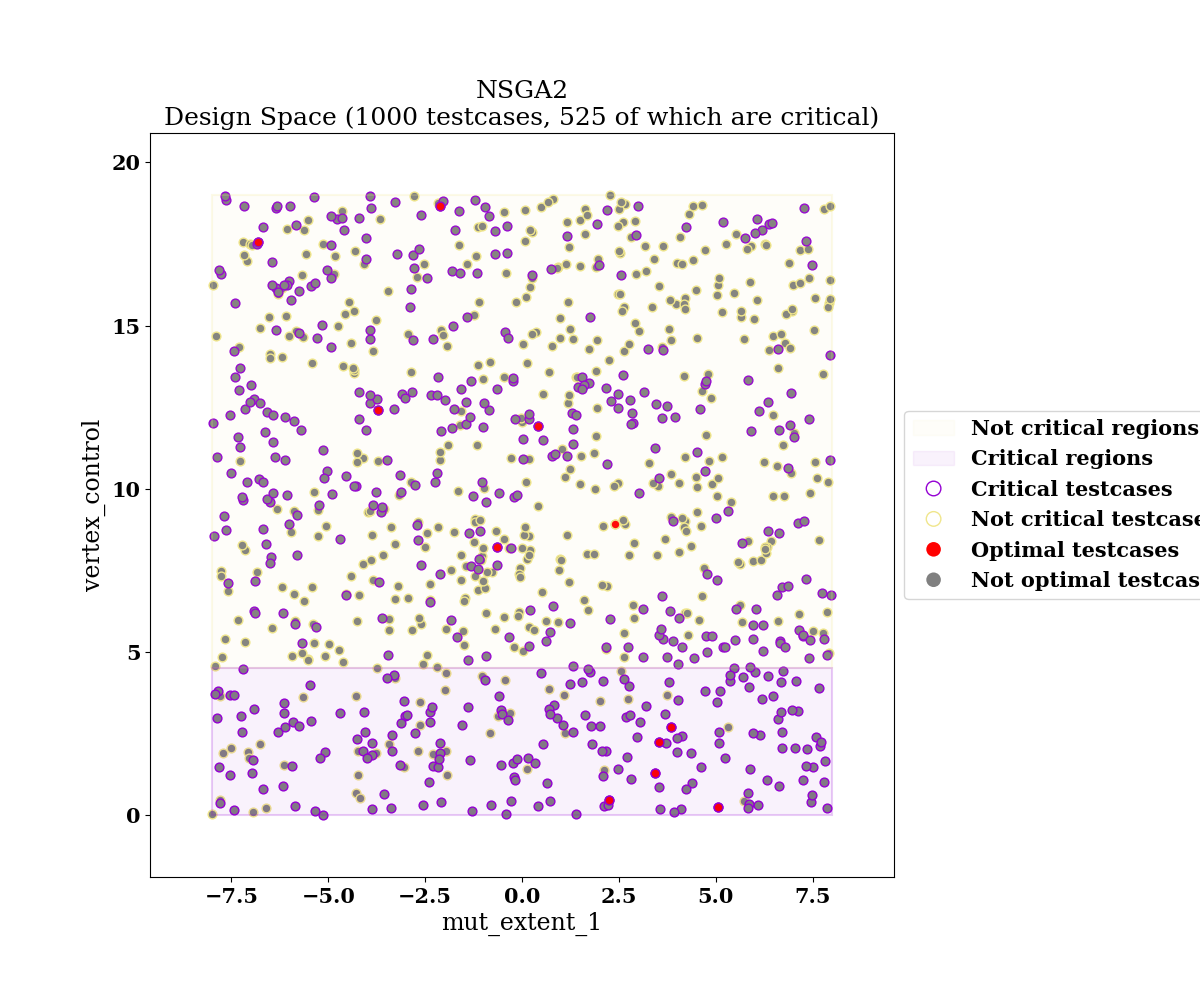 NSGA2
Design Space (1000 testcases, 525 of which are critical)
20
15
10
5
0
vertex_control
−7.5 −5.0 −2.5 0.0 2.5 5.0 7.5
mut_extent_1
Not critical regions
Critical regions
Critical testcases
Not critical testcase
Optimal testcases
Not optimal testcas